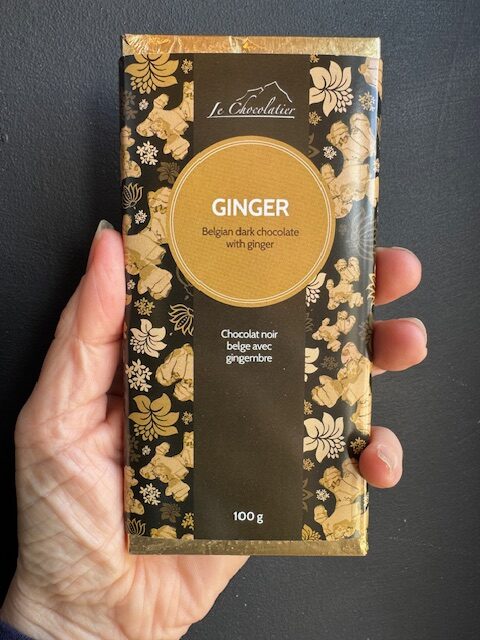 Le Chocolatier
GINGER
Belgian dark chocolate
with ginger
Chocolat noir
belge avec
gingembre
100 g